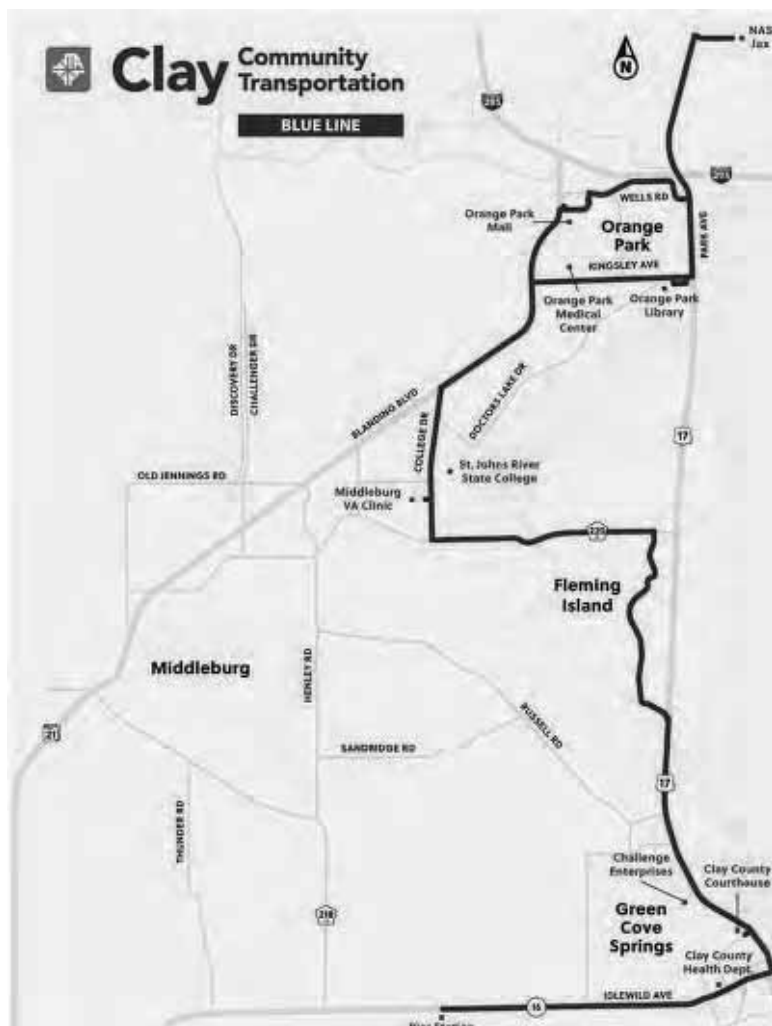 Clay Community
Transportation
BLUE LINE
N
NAS
Jax
295
295
WELLS RD
Orange Park
Mall
Orange
Park
PARK AVE
KINGSLEY AVE
Orange Park
Medical
Center
Orange Park
Library
DISCOVERY DR
CHALLENGER DR
BLANDING BLVD
DOCTORS LAKE DR
COLLEGE DR
17
St. Johns River
State College
OLD JENNINGS RD
Middleburg
VA Clinic
220
Fleming
Island
Middleburg
HENLEY RD
RUSSELL RD
21
SANDRIDGE RD
17
THUNDER RD
Challenge
Enterprises
Clay County
Courthouse
218
Green
Cove
Springs
Clay County
Health Dept.
IDLEWILD AVE
16